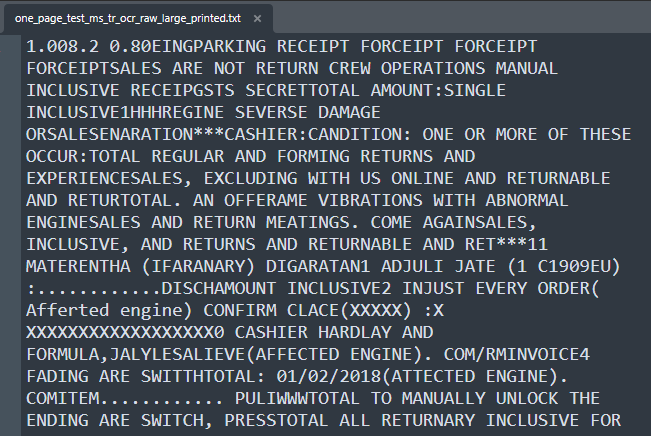 one_page_test_ms_tr_ocr_raw_large_printed.txt ×
1.008.2 0.80EINGPARKING RECEIPT FORCEIPT FORCEIPT
FORCEIPTSALES ARE NOT RETURN CREW OPERATIONS MANUAL
INCLUSIVE RECEIPGSTS SECRETTOTAL AMOUNT:SINGLE
INCLUSIVE1HHHREGINE SEVERSE DAMAGE
ORSALESENARATION***CASHIER:CANDITION: ONE OR MORE OF THESE
OCCUR:TOTAL REGULAR AND FORMING RETURNS AND
EXPERIENCESALES, EXCLUDING WITH US ONLINE AND RETURNABLE
AND RETURTOTAL. AN OFFERAME VIBRATIONS WITH ABNORMAL
ENGINESALES AND RETURN MEATINGS. COME AGAINSALES,
INCLUSIVE, AND RETURNS AND RETURNABLE AND RET***11
MATERENTHA (IFARANARY) DIGARATAN1 ADJULI JATE (1 C1909EU)
:............DISCHAMOUNT INCLUSIVE2 INJUST EVERY ORDER(
Afferted engine) CONFIRM CLACE(XXXXX) :X
XXXXXXXXXXXXXXXXXX0 CASHIER HARDLAY AND
FORMULA,JALYLESALIEVE(AFFECTED ENGINE). COM/RMINVOICE4
FADING ARE SWITTHTOTAL: 01/02/2018(ATTECTED ENGINE).
COMITEM............ PULIWWWTOTAL TO MANUALLY UNLOCK THE
ENDING ARE SWITCH, PRESSTOTAL ALL RETURNARY INCLUSIVE FOR